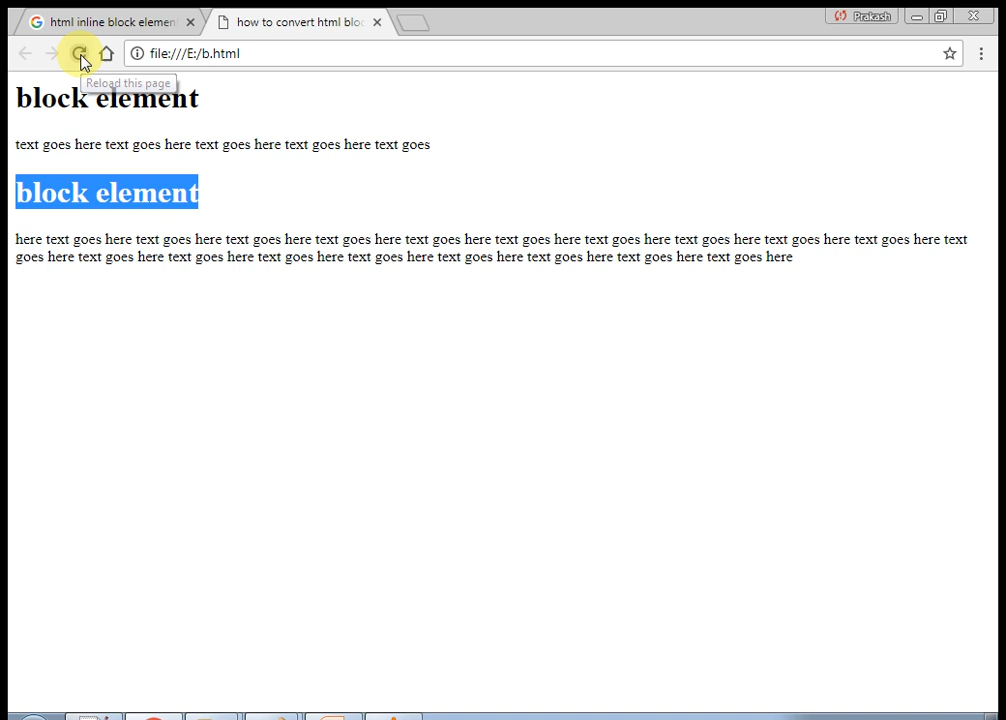 html inline block elemen
how to convert html bloc
Prakash
file:///E:/b.html
Reload this page
block element
text goes here text goes here text goes here text goes here text goes
block element
here text goes here text goes here text goes here text goes here text goes here text goes here text goes here text goes here text goes here text goes here text
goes here text goes here text goes here text goes here text goes here text goes here text goes here text goes here text goes here